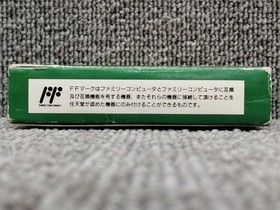 FFマークはファミリーコンピュータとファミリーコンピュータに互換
及び互換機能を有する機器、またそれらの機器に接続して頂けることを
任天堂が認めた機器にのみ付けることができるものです。